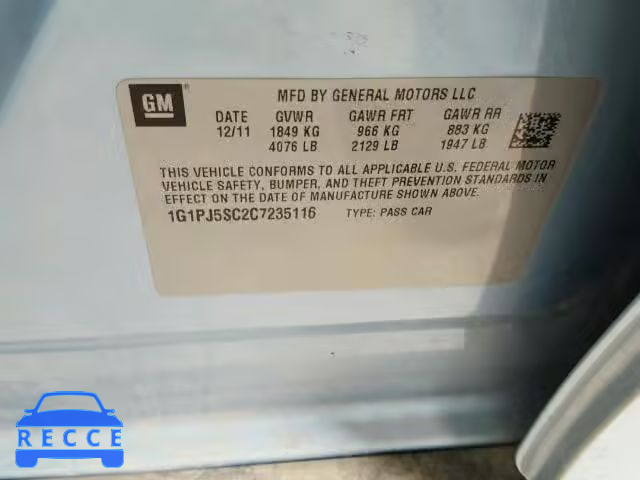 GM
MFD BY GENERAL MOTORS LLC
DATE GVWR GAWR FRT GAWR RR
12/11 1849 KG 966 KG 883 KG
4076 LB 2129 LB 1947 LB
THIS VEHICLE CONFORMS TO ALL APPLICABLE U.S. FEDERAL MOTOR
VEHICLE SAFETY, BUMPER, AND THEFT PREVENTION STANDARDS IN
EFFECT ON THE DATE OF MANUFACTURE SHOWN ABOVE.
1G1PJ5SC2C7235116 TYPE: PASS CAR
RECCE